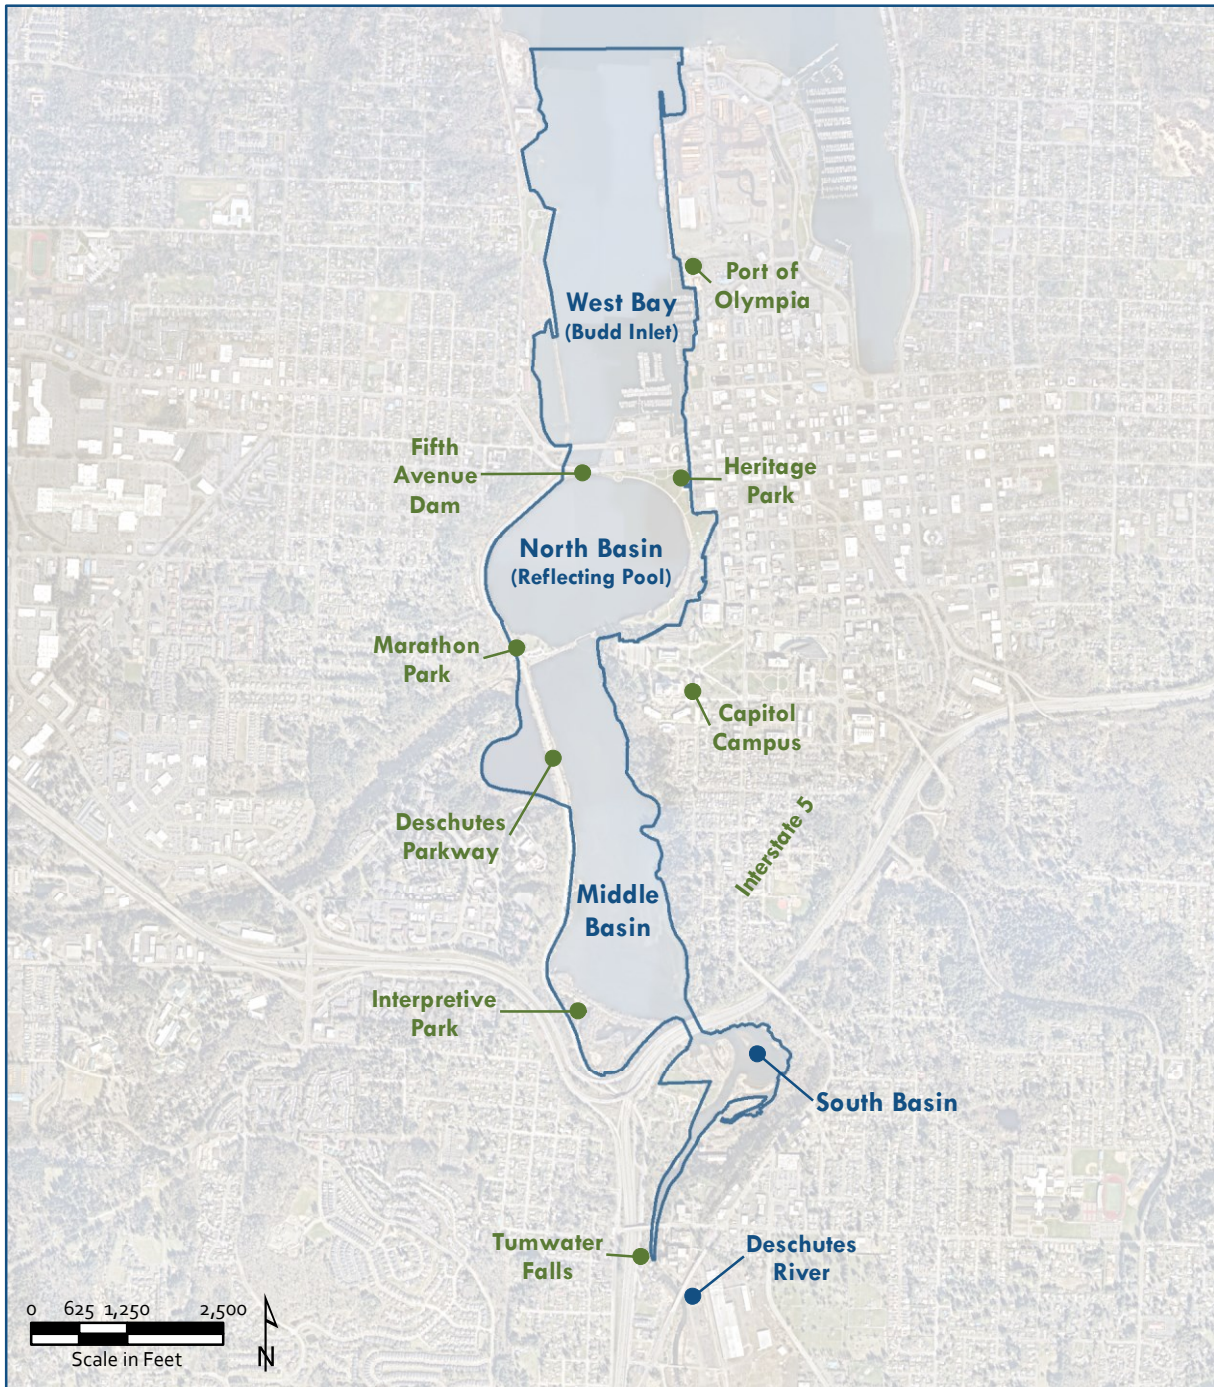 Port of
Olympia
West Bay
(Budd Inlet)
Fifth
Avenue
Dam
Heritage
Park
North Basin
(Reflecting Pool)
Marathon
Park
Capitol
Campus
Deschutes
Parkway
Interstate 5
Middle
Basin
Interpretive
Park
South Basin
Tumwater
Falls
Deschutes
River
0 625 1,250 2,500
Scale in Feet
N